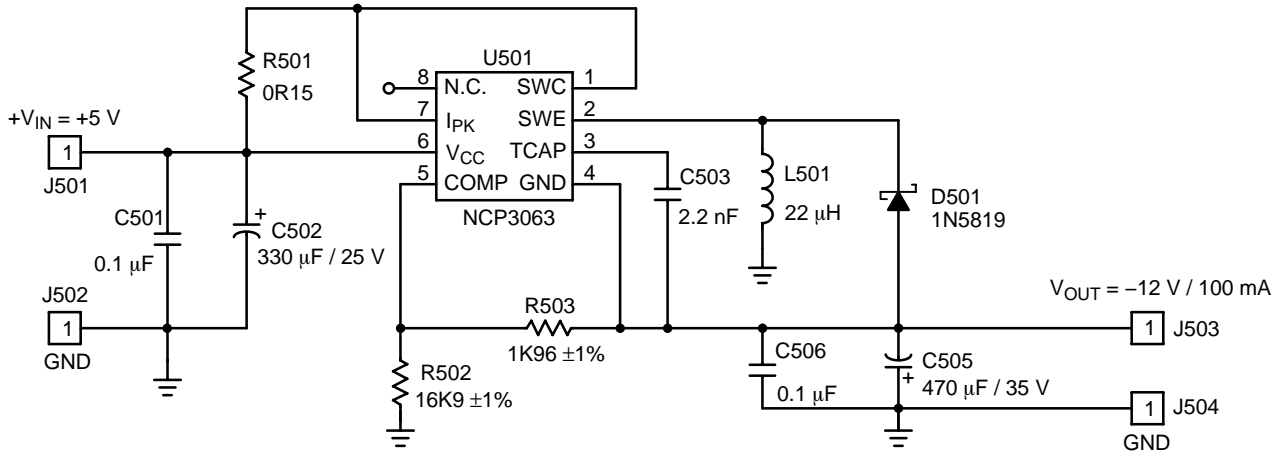 R501
0R15
U501
8 N.C. SWC 1
7 IPK SWE 2
6 VCC TCAP 3
5 COMP GND 4
NCP3063
+VIN = +5 V
1
J501
C501
0.1 μF
+
C502
330 μF / 25 V
J502
1
GND
C503
2.2 nF
L501
22 μH
D501
1N5819
R503
1K96 ±1%
R502
16K9 ±1%
C506
0.1 μF
C505
+
470 μF / 35 V
VOUT = –12 V / 100 mA
1 J503
1 J504
GND